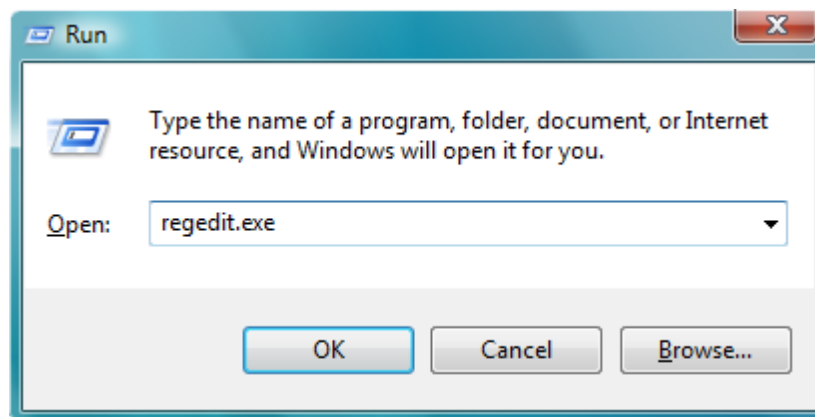 Run
Type the name of a program, folder, document, or Internet
resource, and Windows will open it for you.
Open: regedit.exe
OK Cancel Browse...